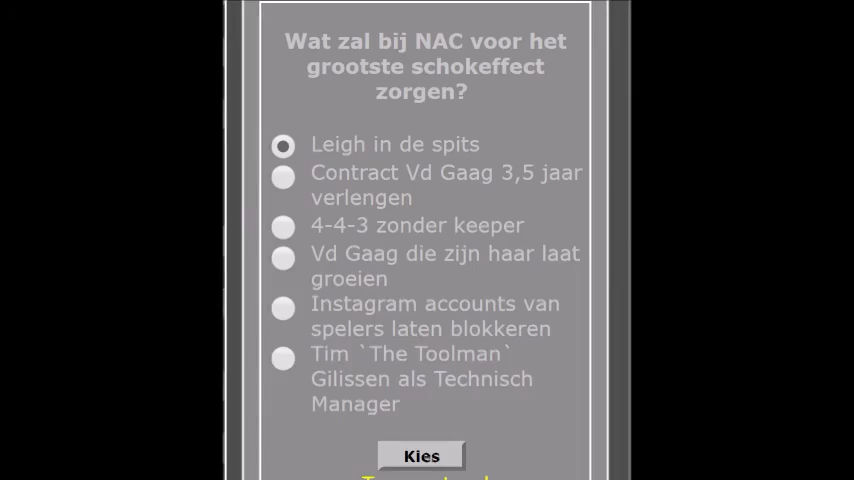 Wat zal bij NAC voor het
grootste schokeffect
zorgen?
Leigh in de spits
Contract Vd Gaag 3,5 jaar
verlengen
4-4-3 zonder keeper
Vd Gaag die zijn haar laat
groeien
Instagram accounts van
spelers laten blokkeren
Tim `The Toolman`
Gilissen als Technisch
Manager
Kies